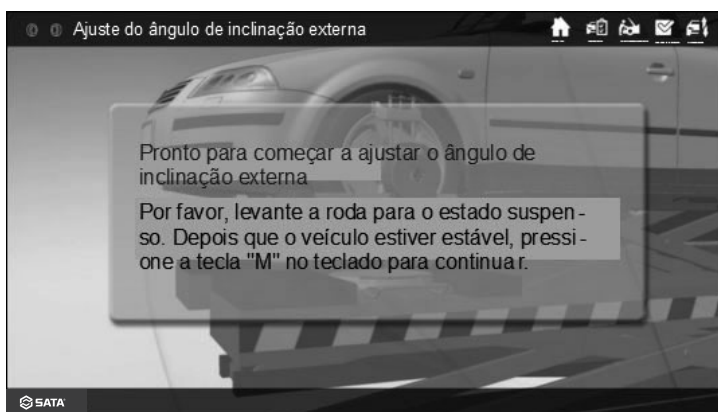 Ajuste do ângulo de inclinação externa
Pronto para começar a ajustar o ângulo de
inclinação externa
Por favor, levante a roda para o estado suspen-
so. Depois que o veículo estiver estável, pressi-
one a tecla "M" no teclado para continuar.
SATA